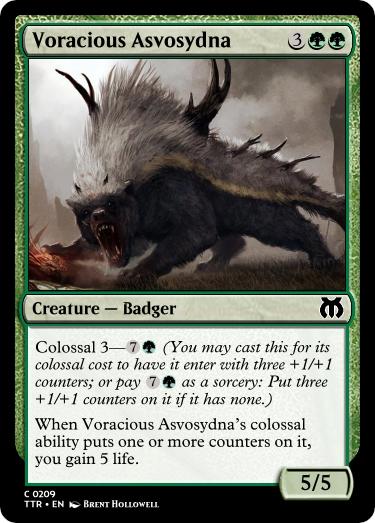 Voracious Asvosydna 3
Creature — Badger
Colossal 3—7 (You may cast this for its
colossal cost to have it enter with three +1/+1
counters; or pay 7 as a sorcery: Put three
+1/+1 counters on it if it has none.)
When Voracious Asvosydna's colossal
ability puts one or more counters on it,
you gain 5 life.
5/5
C 0209
TTR • EN Brent Hollowell